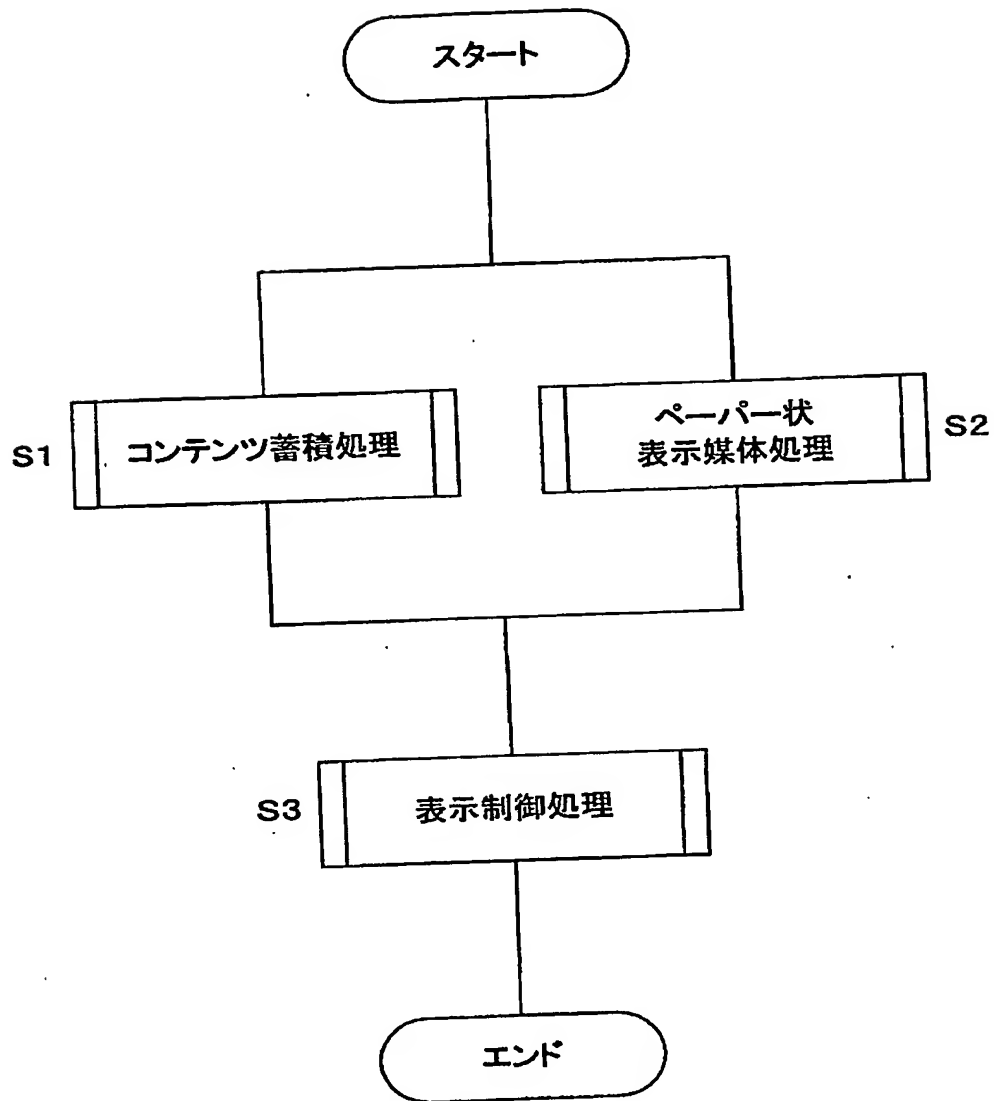 スタート
S1
コンテンツ蓄積処理
ペーパー状
表示媒体処理
S2
S3
表示制御処理
エンド